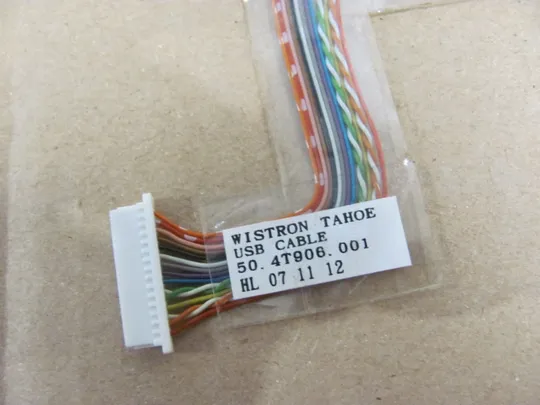 WISTRON TAHOE
USB CABLE
50.4T906.001
HL 07 11 12